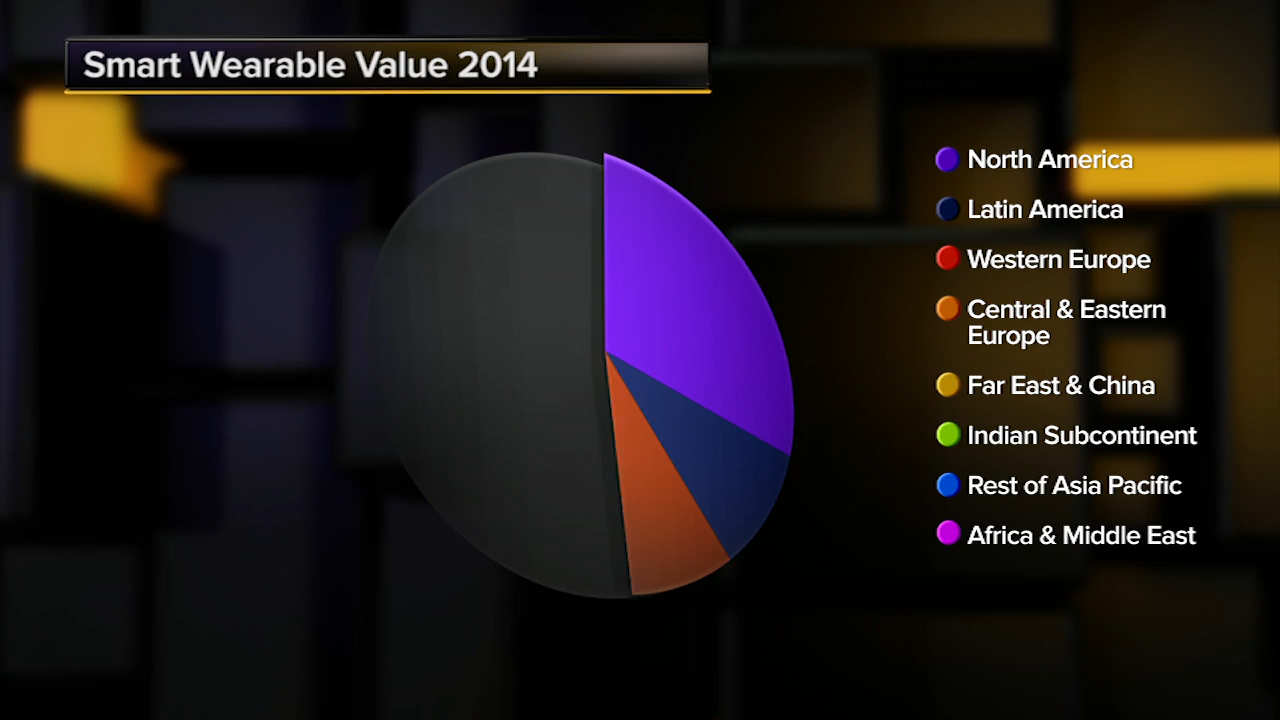 Smart Wearable Value 2014
North America
Latin America
Western Europe
Central & Eastern
Europe
Far East & China
Indian Subcontinent
Rest of Asia Pacific
Africa & Middle East